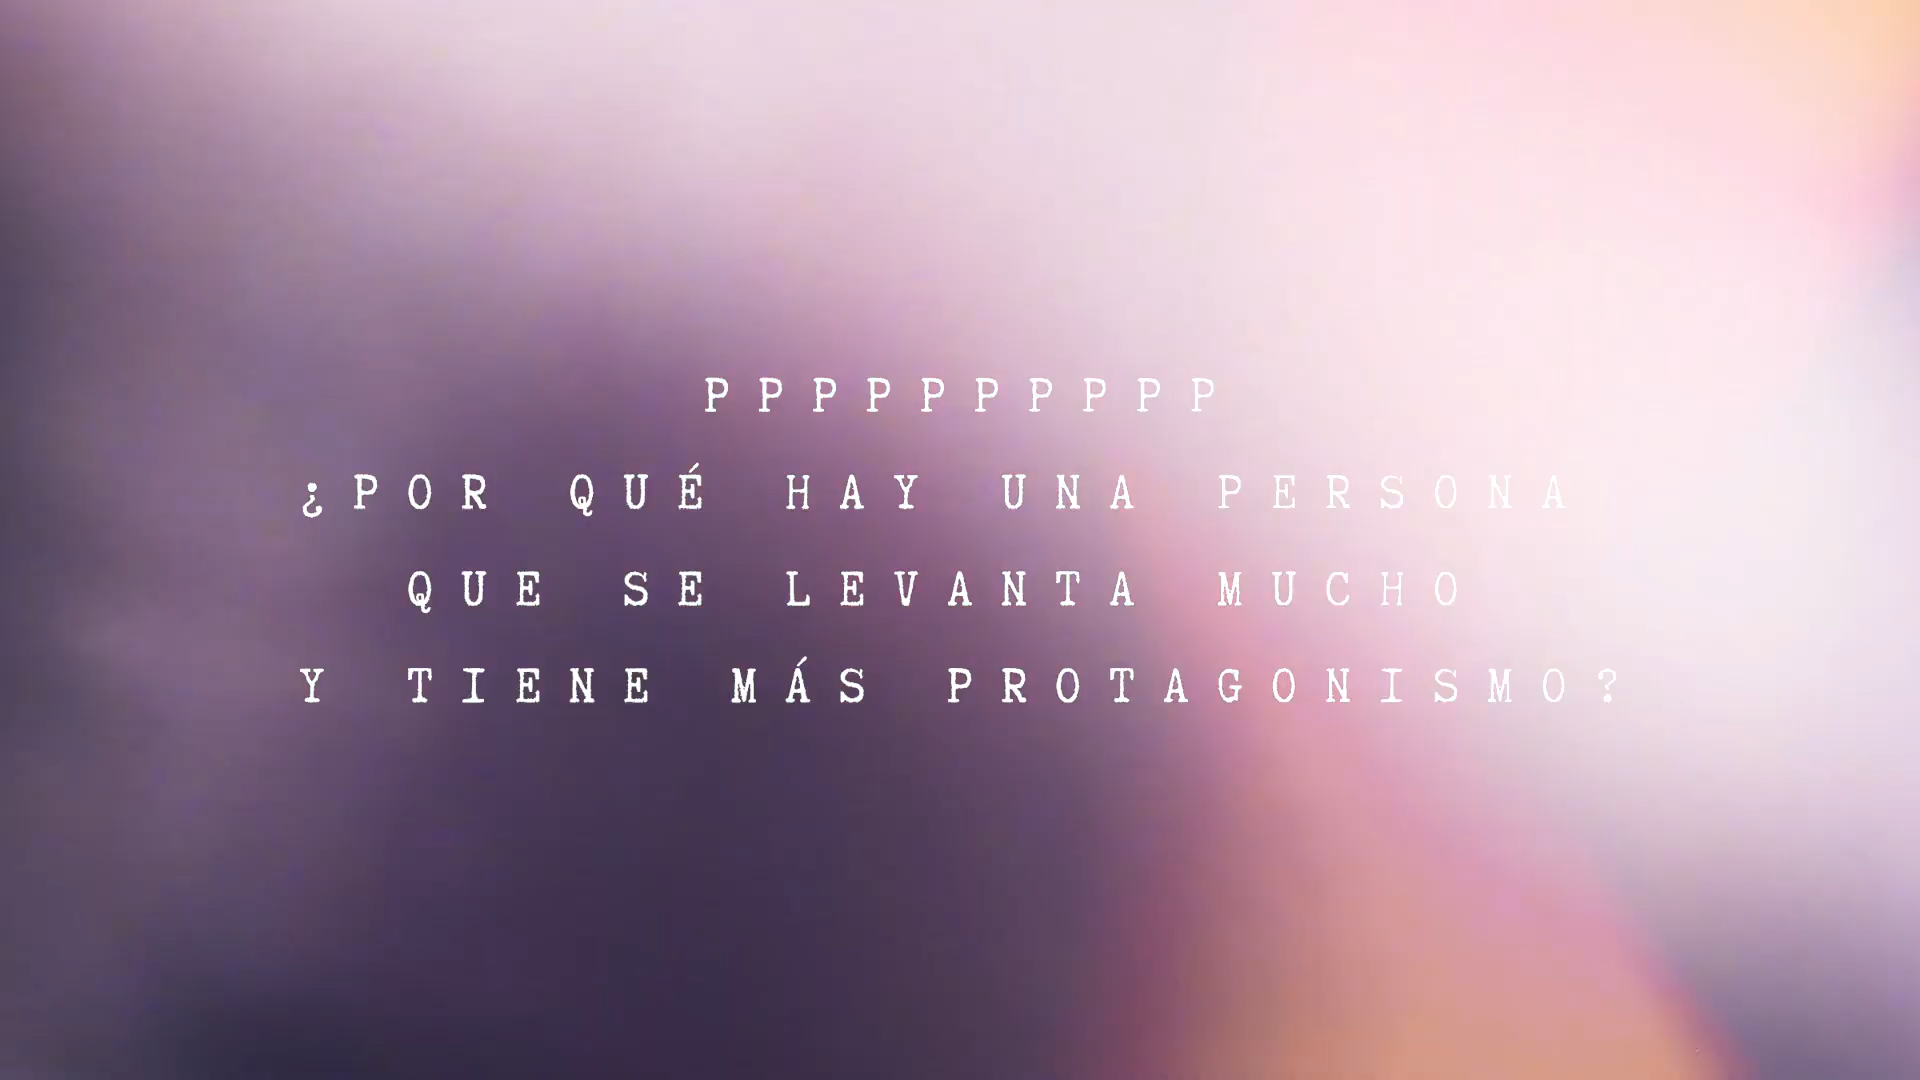 PPPPPPPPPP
¿POR QUÉ HAY UNA PERSONA
QUE SE LEVANTA MUCHO
Y TIENE MÁS PROTAGONISMO?